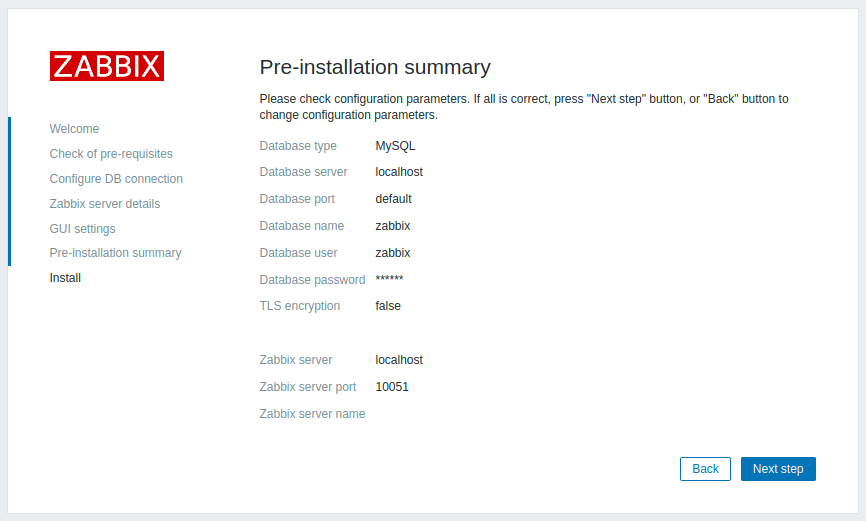 ZABBIX
Welcome
Check of pre-requisites
Configure DB connection
Zabbix server details
GUI settings
Pre-installation summary
Install
Pre-installation summary
Please check configuration parameters. If all is correct, press "Next step" button, or "Back" button to
change configuration parameters.
Database type MySQL
Database server localhost
Database port default
Database name zabbix
Database user zabbix
Database password ******
TLS encryption false
Zabbix server localhost
Zabbix server port 10051
Zabbix server name
Back Next step